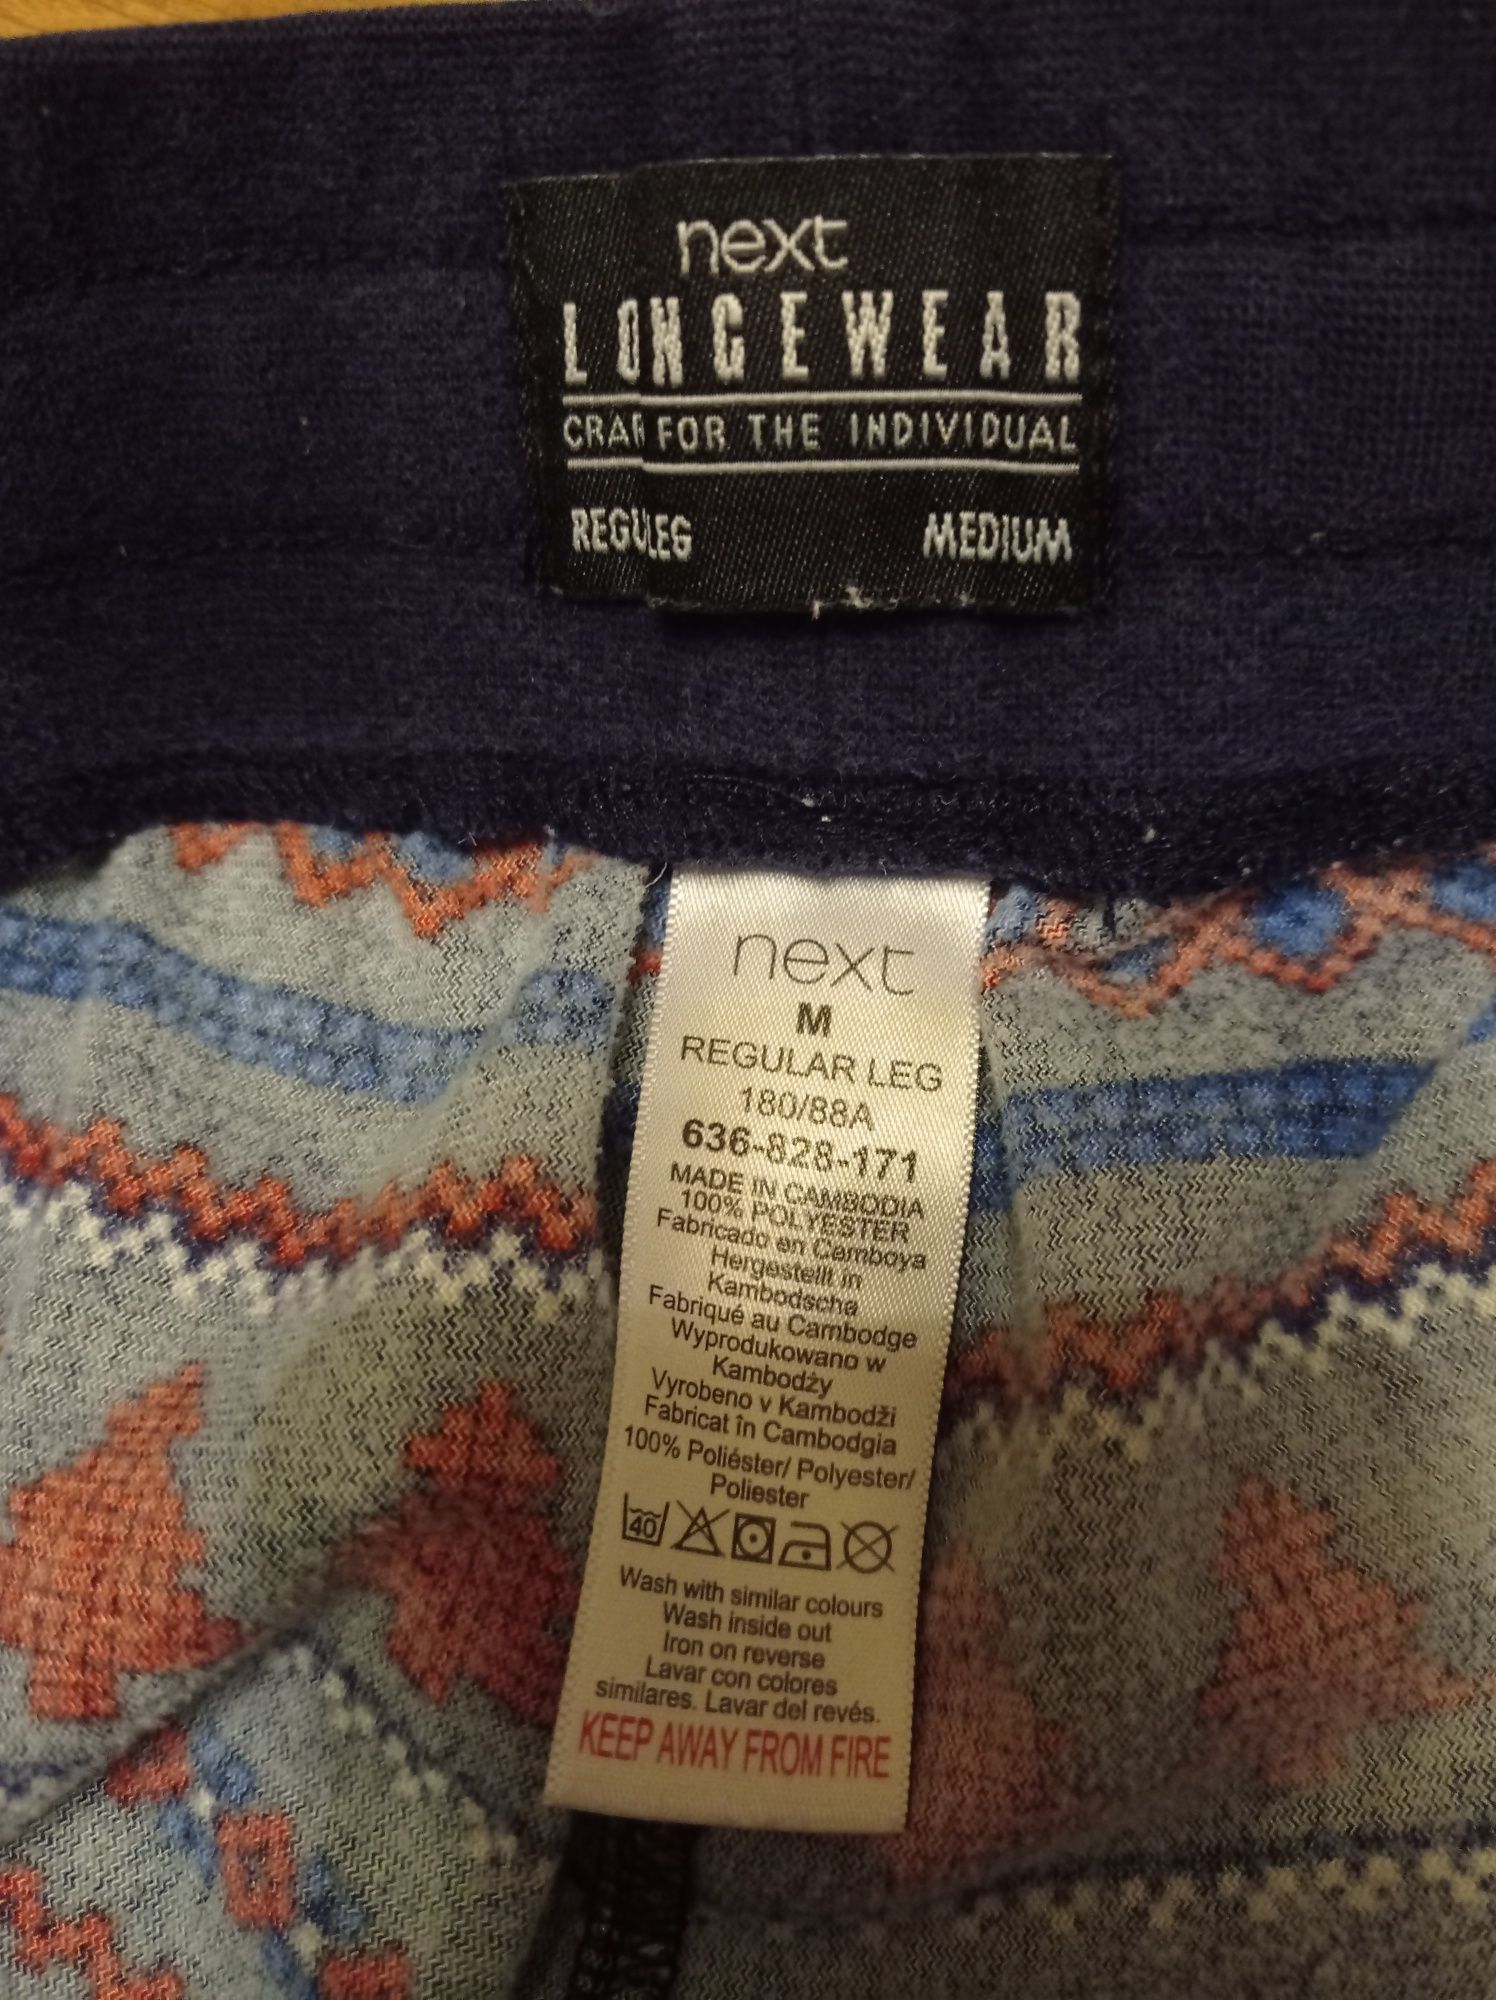 next
LONGEWEAR
CRAF FOR THE INDIVIDUAL
REGULEG MEDIUM
next
M
REGULAR LEG
180/88A
636-828-171
MADE IN CAMBODIA
100% POLYESTER
Fabricado en Camboya
Hergestellt in
Kambodscha
Fabriqué au Cambodge
Wyprodukowano w
Kambodży
Vyrobeno v Kambodži
Fabricat în Cambodgia
100% Poliéster/ Polyester/
Poliester
40
Wash with similar colours
Wash inside out
Iron on reverse
Lavar con colores
similares. Lavar del revés.
KEEP AWAY FROM FIRE